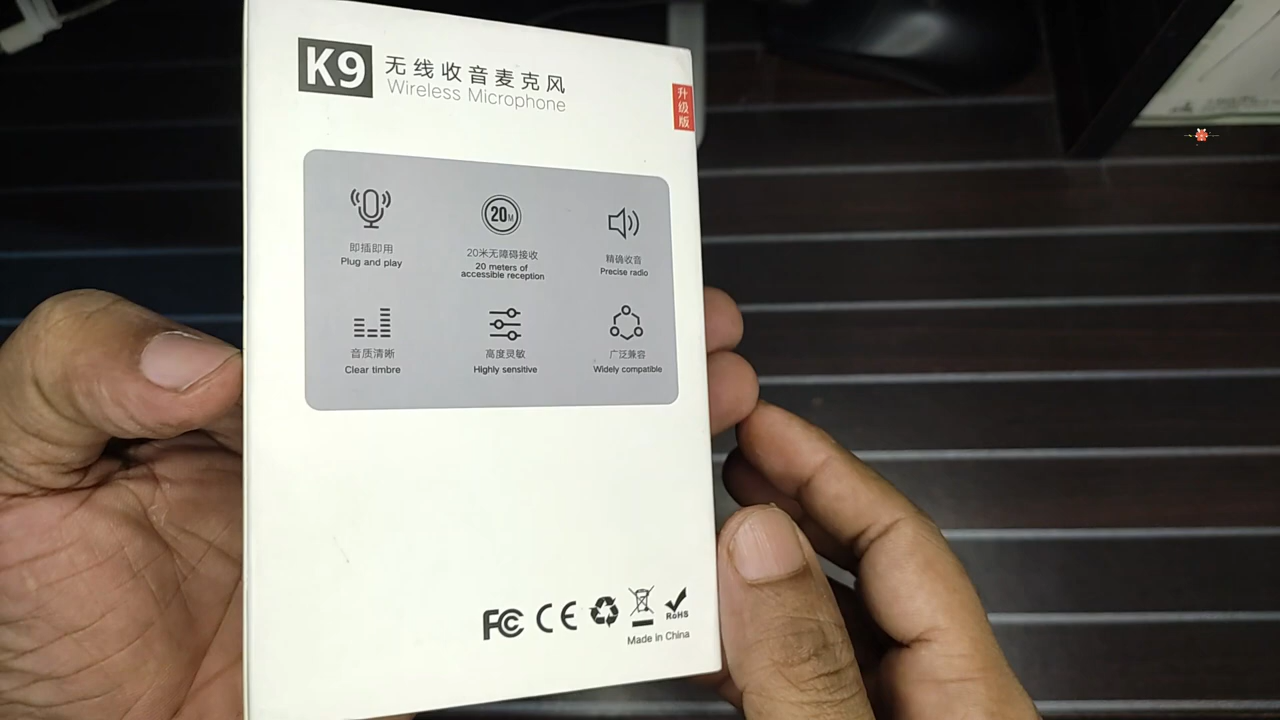 K9 无线收音麦克风
Wireless Microphone
升级版
即插即用
Plug and play
20M
20米无障碍接收
20 meters of
accessible reception
精确收音
Precise radio
音质清晰
Clear timbre
高度灵敏
Highly sensitive
广泛兼容
Widely compatible
FC CE RoHS
Made in China